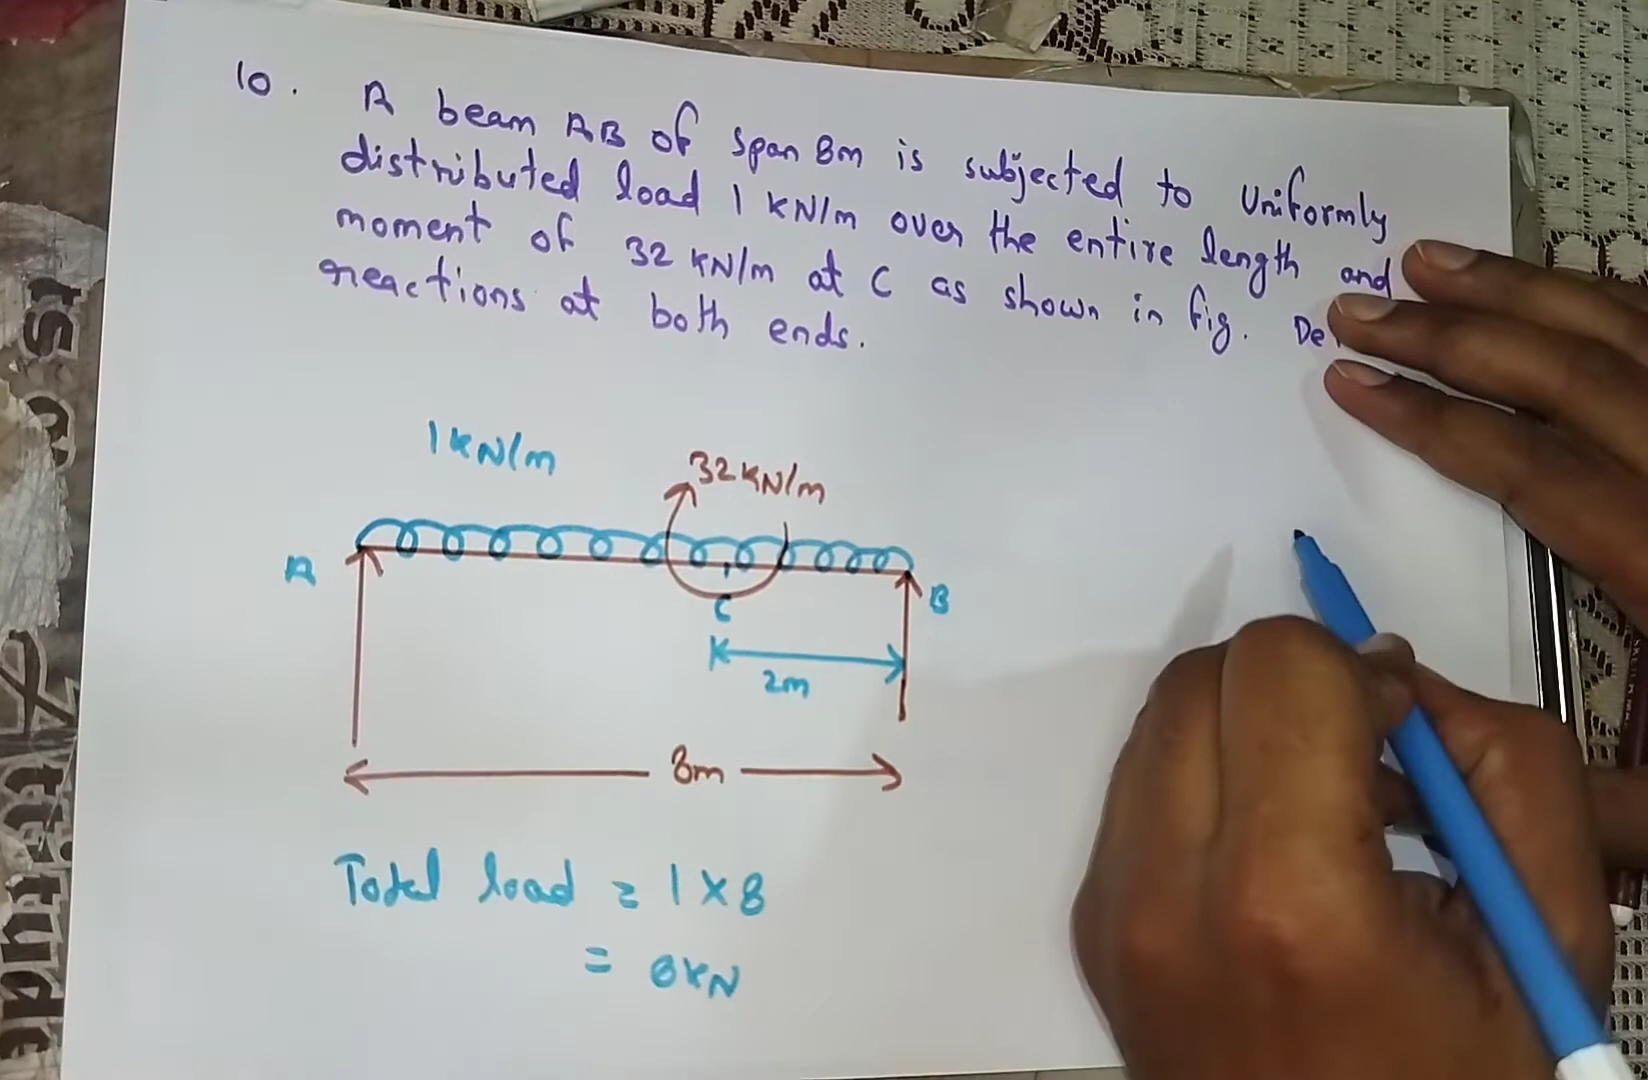 10. A beam AB of span 8m is subjected to Uniformly
distributed load 1 KN/m over the entire length and
moment of 32 KN/m at C as shown in fig. De
reactions at both ends.
1KN/m
32KN/m
A
B
C
2m
8m
Total load = 1 × 8
= 8KN
ttitude